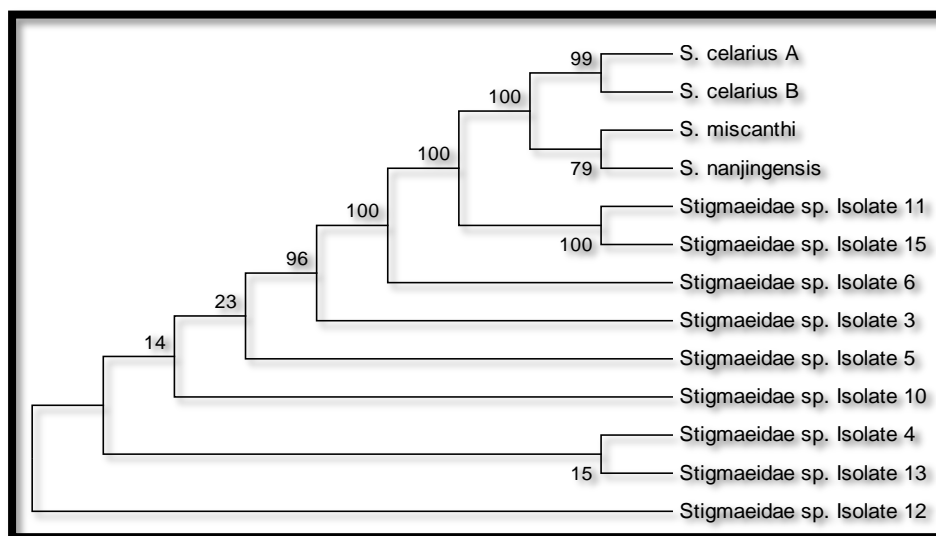 S. celarius A
99
S. celarius B
100
S. miscanthi
100
79
S. nanjingensis
Stigmaeidae sp. Isolate 11
100
100
Stigmaeidae sp. Isolate 15
96
Stigmaeidae sp. Isolate 6
23
Stigmaeidae sp. Isolate 3
14
Stigmaeidae sp. Isolate 5
Stigmaeidae sp. Isolate 10
Stigmaeidae sp. Isolate 4
15
Stigmaeidae sp. Isolate 13
Stigmaeidae sp. Isolate 12